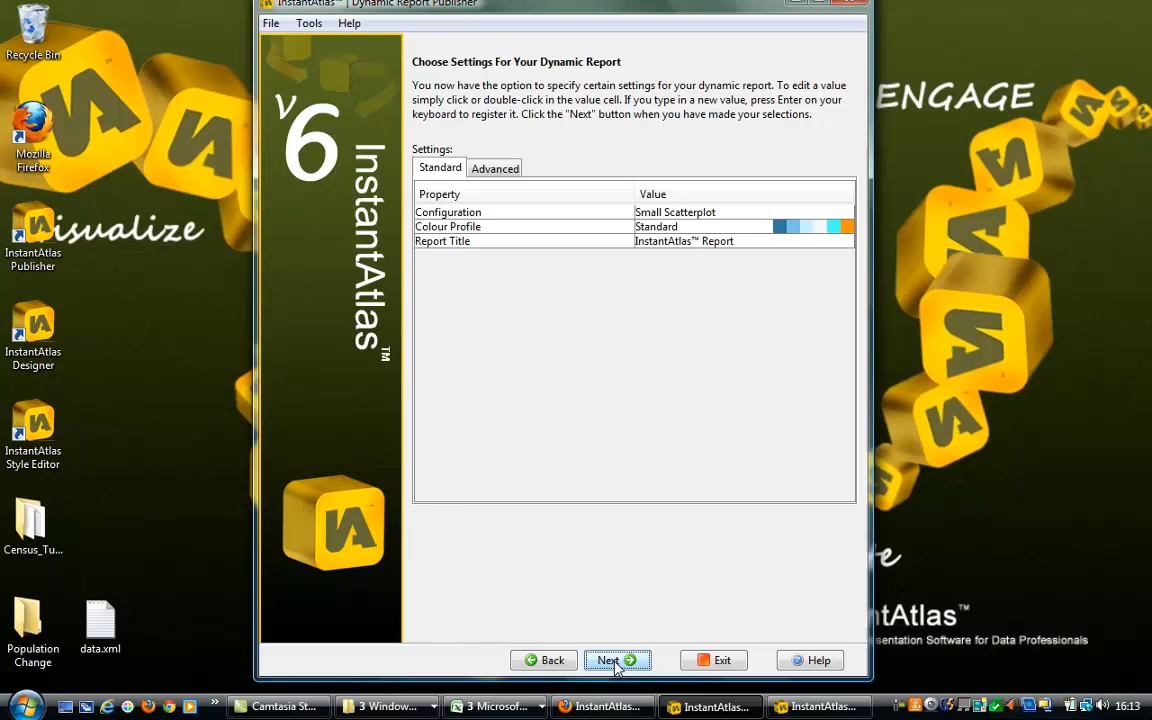 InstantAtlas™ | Dynamic Report Publisher
File Tools Help
Recycle Bin
Mozilla
Firefox
InstantAtlas
Publisher
InstantAtlas
Designer
InstantAtlas
Style Editor
Census_Tu...
Population
Change
data.xml
v6
InstantAtlas™
Choose Settings For Your Dynamic Report
You now have the option to specify certain settings for your dynamic report. To edit a value
simply click or double-click in the value cell. If you type in a new value, press Enter on your
keyboard to register it. Click the "Next" button when you have made your selections.
Settings:
Standard Advanced
Property Value
Configuration Small Scatterplot
Colour Profile Standard
Report Title InstantAtlas™ Report
Back Next Exit Help
isualize
ENGAGE
ntAtlas™
esentation Software for Data Professionals
Camtasia St... 3 Window... 3 Microsof... InstantAtlas... InstantAtlas... InstantAtlas... 16:13